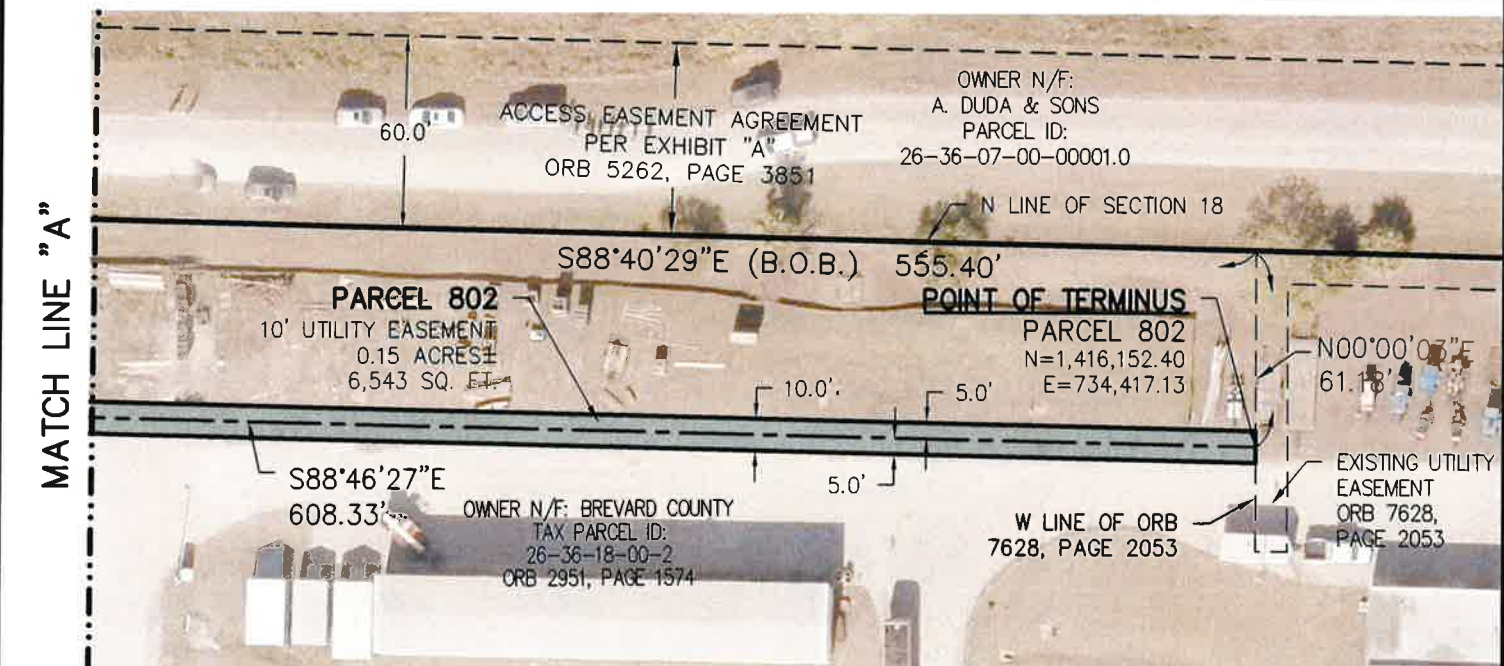 MATCH LINE "A"
60.0'
ACCESS EASEMENT AGREEMENT
PER EXHIBIT "A"
ORB 5262, PAGE 3851
OWNER N/F:
A. DUDA & SONS
PARCEL ID:
26-36-07-00-00001.0
N LINE OF SECTION 18
S88°40'29"E (B.O.B.) 555.40'
PARCEL 802
10' UTILITY EASEMENT
0.15 ACRES±
6,543 SQ. FT.
POINT OF TERMINUS
PARCEL 802
N=1,416,152.40
E=734,417.13
N00°00'03"E
61.18'
10.0'
5.0'
5.0'
S88°46'27"E
608.33'
OWNER N/F: BREVARD COUNTY
TAX PARCEL ID:
26-36-18-00-2
ORB 2951, PAGE 1574
W LINE OF ORB
7628, PAGE 2053
EXISTING UTILITY
EASEMENT
ORB 7628,
PAGE 2053